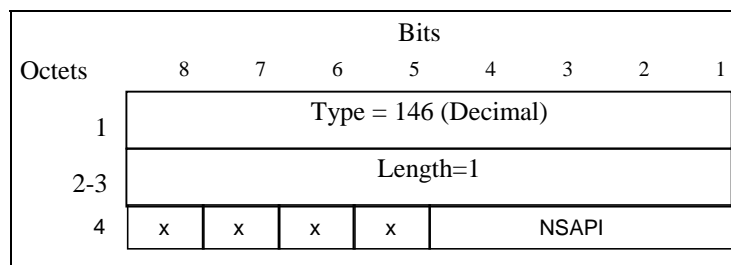 Bits
Octets 8 7 6 5 4 3 2 1
1 Type = 146 (Decimal)
2-3 Length=1
4 x x x x NSAPI